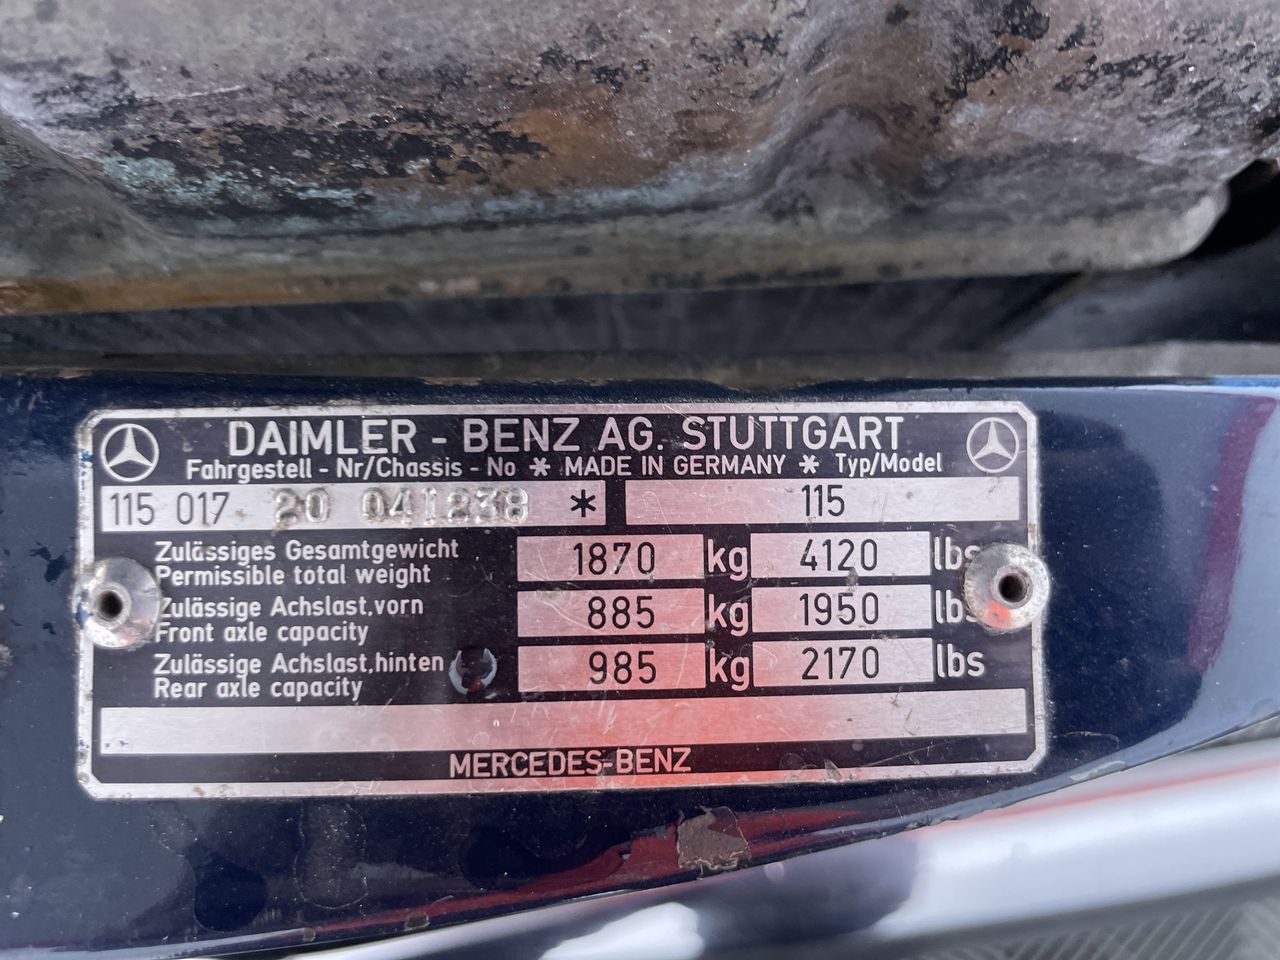 DAIMLER - BENZ AG. STUTTGART
Fahrgestell - Nr/Chassis - No * MADE IN GERMANY * Typ/Model
115 017 20 041238 * 115
Zulässiges Gesamtgewicht
Permissible total weight 1870 kg 4120 lbs
Zulässige Achslast,vorn
Front axle capacity 885 kg 1950 lbs
Zulässige Achslast,hinten
Rear axle capacity 985 kg 2170 lbs
MERCEDES-BENZ